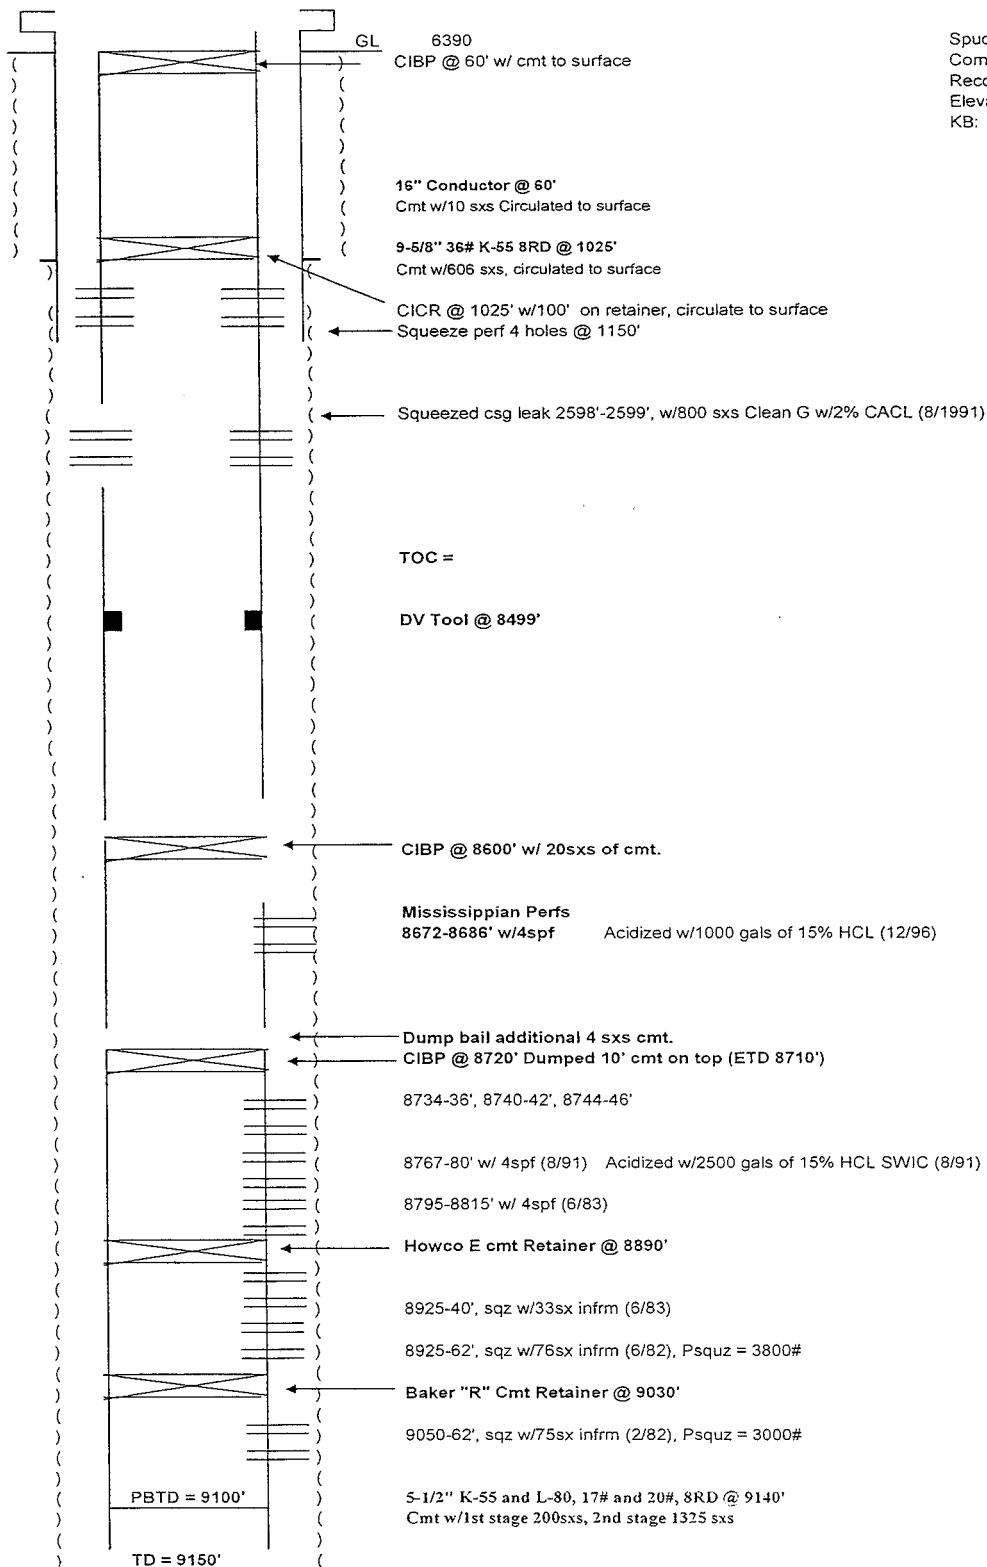 GL 6390
CIBP @ 60' w/ cmt to surface
Elev
KB:
16" Conductor @ 60'
Cmt w/10 sxs Circulated to surface
9-5/8" 36# K-55 8RD @ 1025'
Cmt w/606 sxs, circulated to surface
CICR @ 1025' w/100' on retainer, circulate to surface
Squeeze perf 4 holes @ 1150'
Squeezed csg leak 2598'-2599', w/800 sxs Clean G w/2% CACL (8/1991)
TOC =
DV Tool @ 8499'
CIBP @ 8600' w/ 20sxs of cmt.
Mississippian Perfs
8672-8686' w/4spf Acidized w/1000 gals of 15% HCL (12/96)
Dump bail additional 4 sxs cmt.
CIBP @ 8720' Dumped 10' cmt on top (ETD 8710')
8734-36', 8740-42', 8744-46'
8767-80' w/ 4spf (8/91) Acidized w/2500 gals of 15% HCL SWIC (8/91)
8795-8815' w/ 4spf (6/83)
Howco E cmt Retainer @ 8890'
8925-40', sqz w/33sx infrm (6/83)
8925-62', sqz w/76sx infrm (6/82), Psquz = 3800#
Baker "R" Cmt Retainer @ 9030'
9050-62', sqz w/75sx infrm (2/82), Psquz = 3000#
PBTD = 9100'
5-1/2" K-55 and L-80, 17# and 20#, 8RD @ 9140'
Cmt w/1st stage 200sxs, 2nd stage 1325 sxs
TD = 9150'